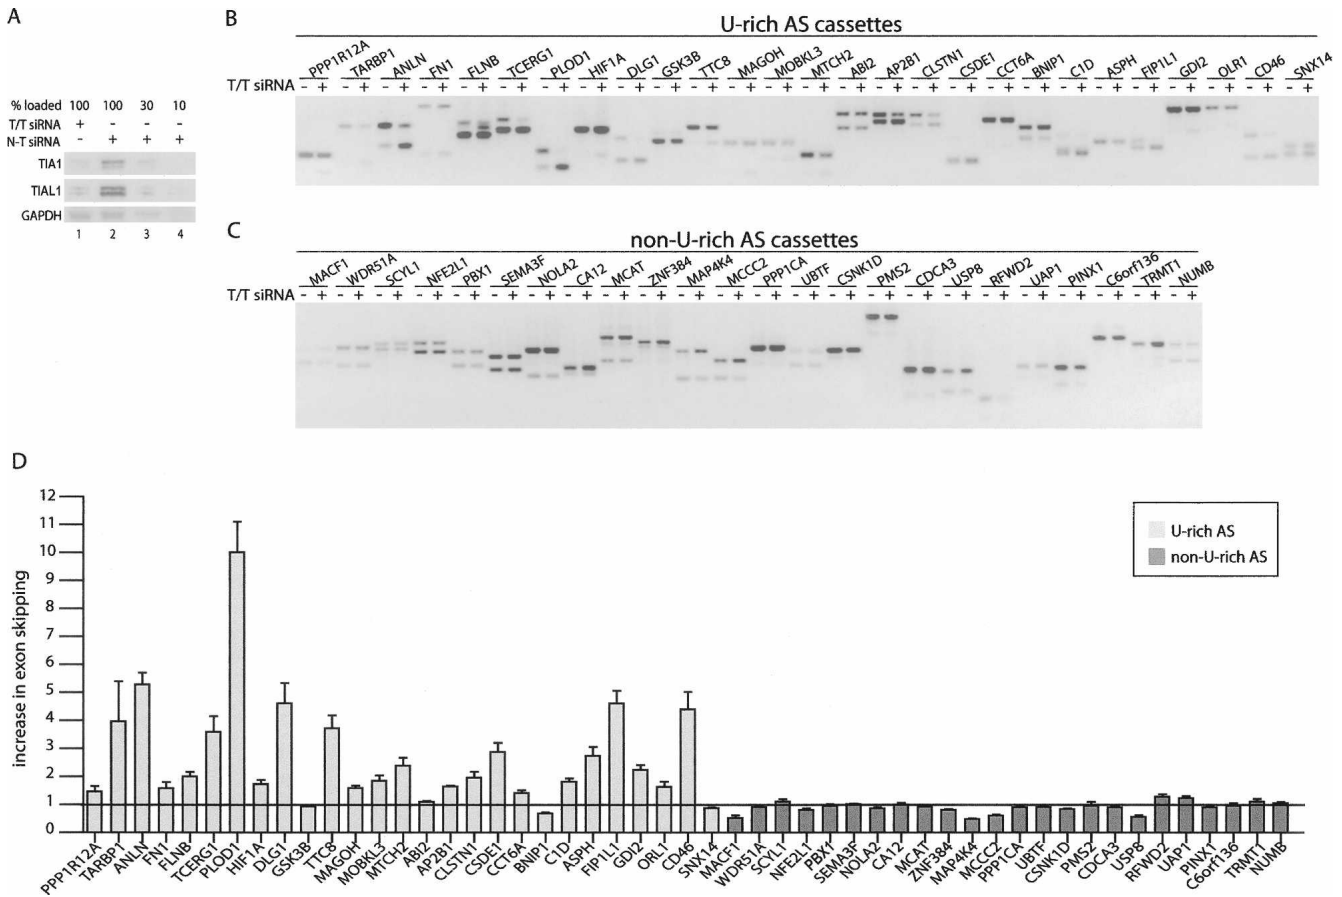 A
% loaded 100 100 30 10
T/T siRNA + - - -
N-T siRNA - + + +
TIA1
TIAL1
GAPDH
1 2 3 4
B
U-rich AS cassettes
PPP1R12A TARBP1 ANLN FN1 FLNB TCERG1 PLOD1 HIF1A DLG1 GSK3B TTC8 MAGOH MOBKL3 MTCH2 ABI2 AP2B1 CLSTN1 CSDE1 CCT6A BNIP1 C1D ASPH FIP1L1 GDI2 OLR1 CD46 SNX14
T/T siRNA - + - + - + - + - + - + - + - + - + - + - + - + - + - + - + - + - + - + - + - + - + - + - + - + - + - + - +
C
non-U-rich AS cassettes
MACF1 WDR51A SCYL1 NFE2L1 PBX1 SEMA3F NOLA2 CA12 MCAT ZNF384 MAP4K4 MCCC2 PPP1CA UBTF CSNK1D PMS2 CDCA3 USP8 RFWD2 UAP1 PINX1 C6orf136 TRMT1 NUMB
T/T siRNA - + - + - + - + - + - + - + - + - + - + - + - + - + - + - + - + - + - + - + - + - + - + - + - +
D
increase in exon skipping
12
11
10
9
8
7
6
5
4
3
2
1
0
U-rich AS
non-U-rich AS
PPP1R12A TARBP1 ANLN FN1 FLNB TCERG1 PLOD1 HIF1A DLG1 GSK3B TTC8 MAGOH MOBKL3 MTCH2 ABI2 AP2B1 CLSTN1 CSDE1 CCT6A BNIP1 C1D ASPH FIP1L1 GDI2 ORL1 CD46 SNX14 MACF1 WDR51A SCYL1 NFE2L1 PBX1 SEMA3F NOLA2 CA12 MCAT ZNF384 MAP4K4 MCCC2 PPP1CA UBTF CSNK1D PMS2 CDCA3 USP8 RFWD2 UAP1 PINX1 C6orf136 TRMT1 NUMB